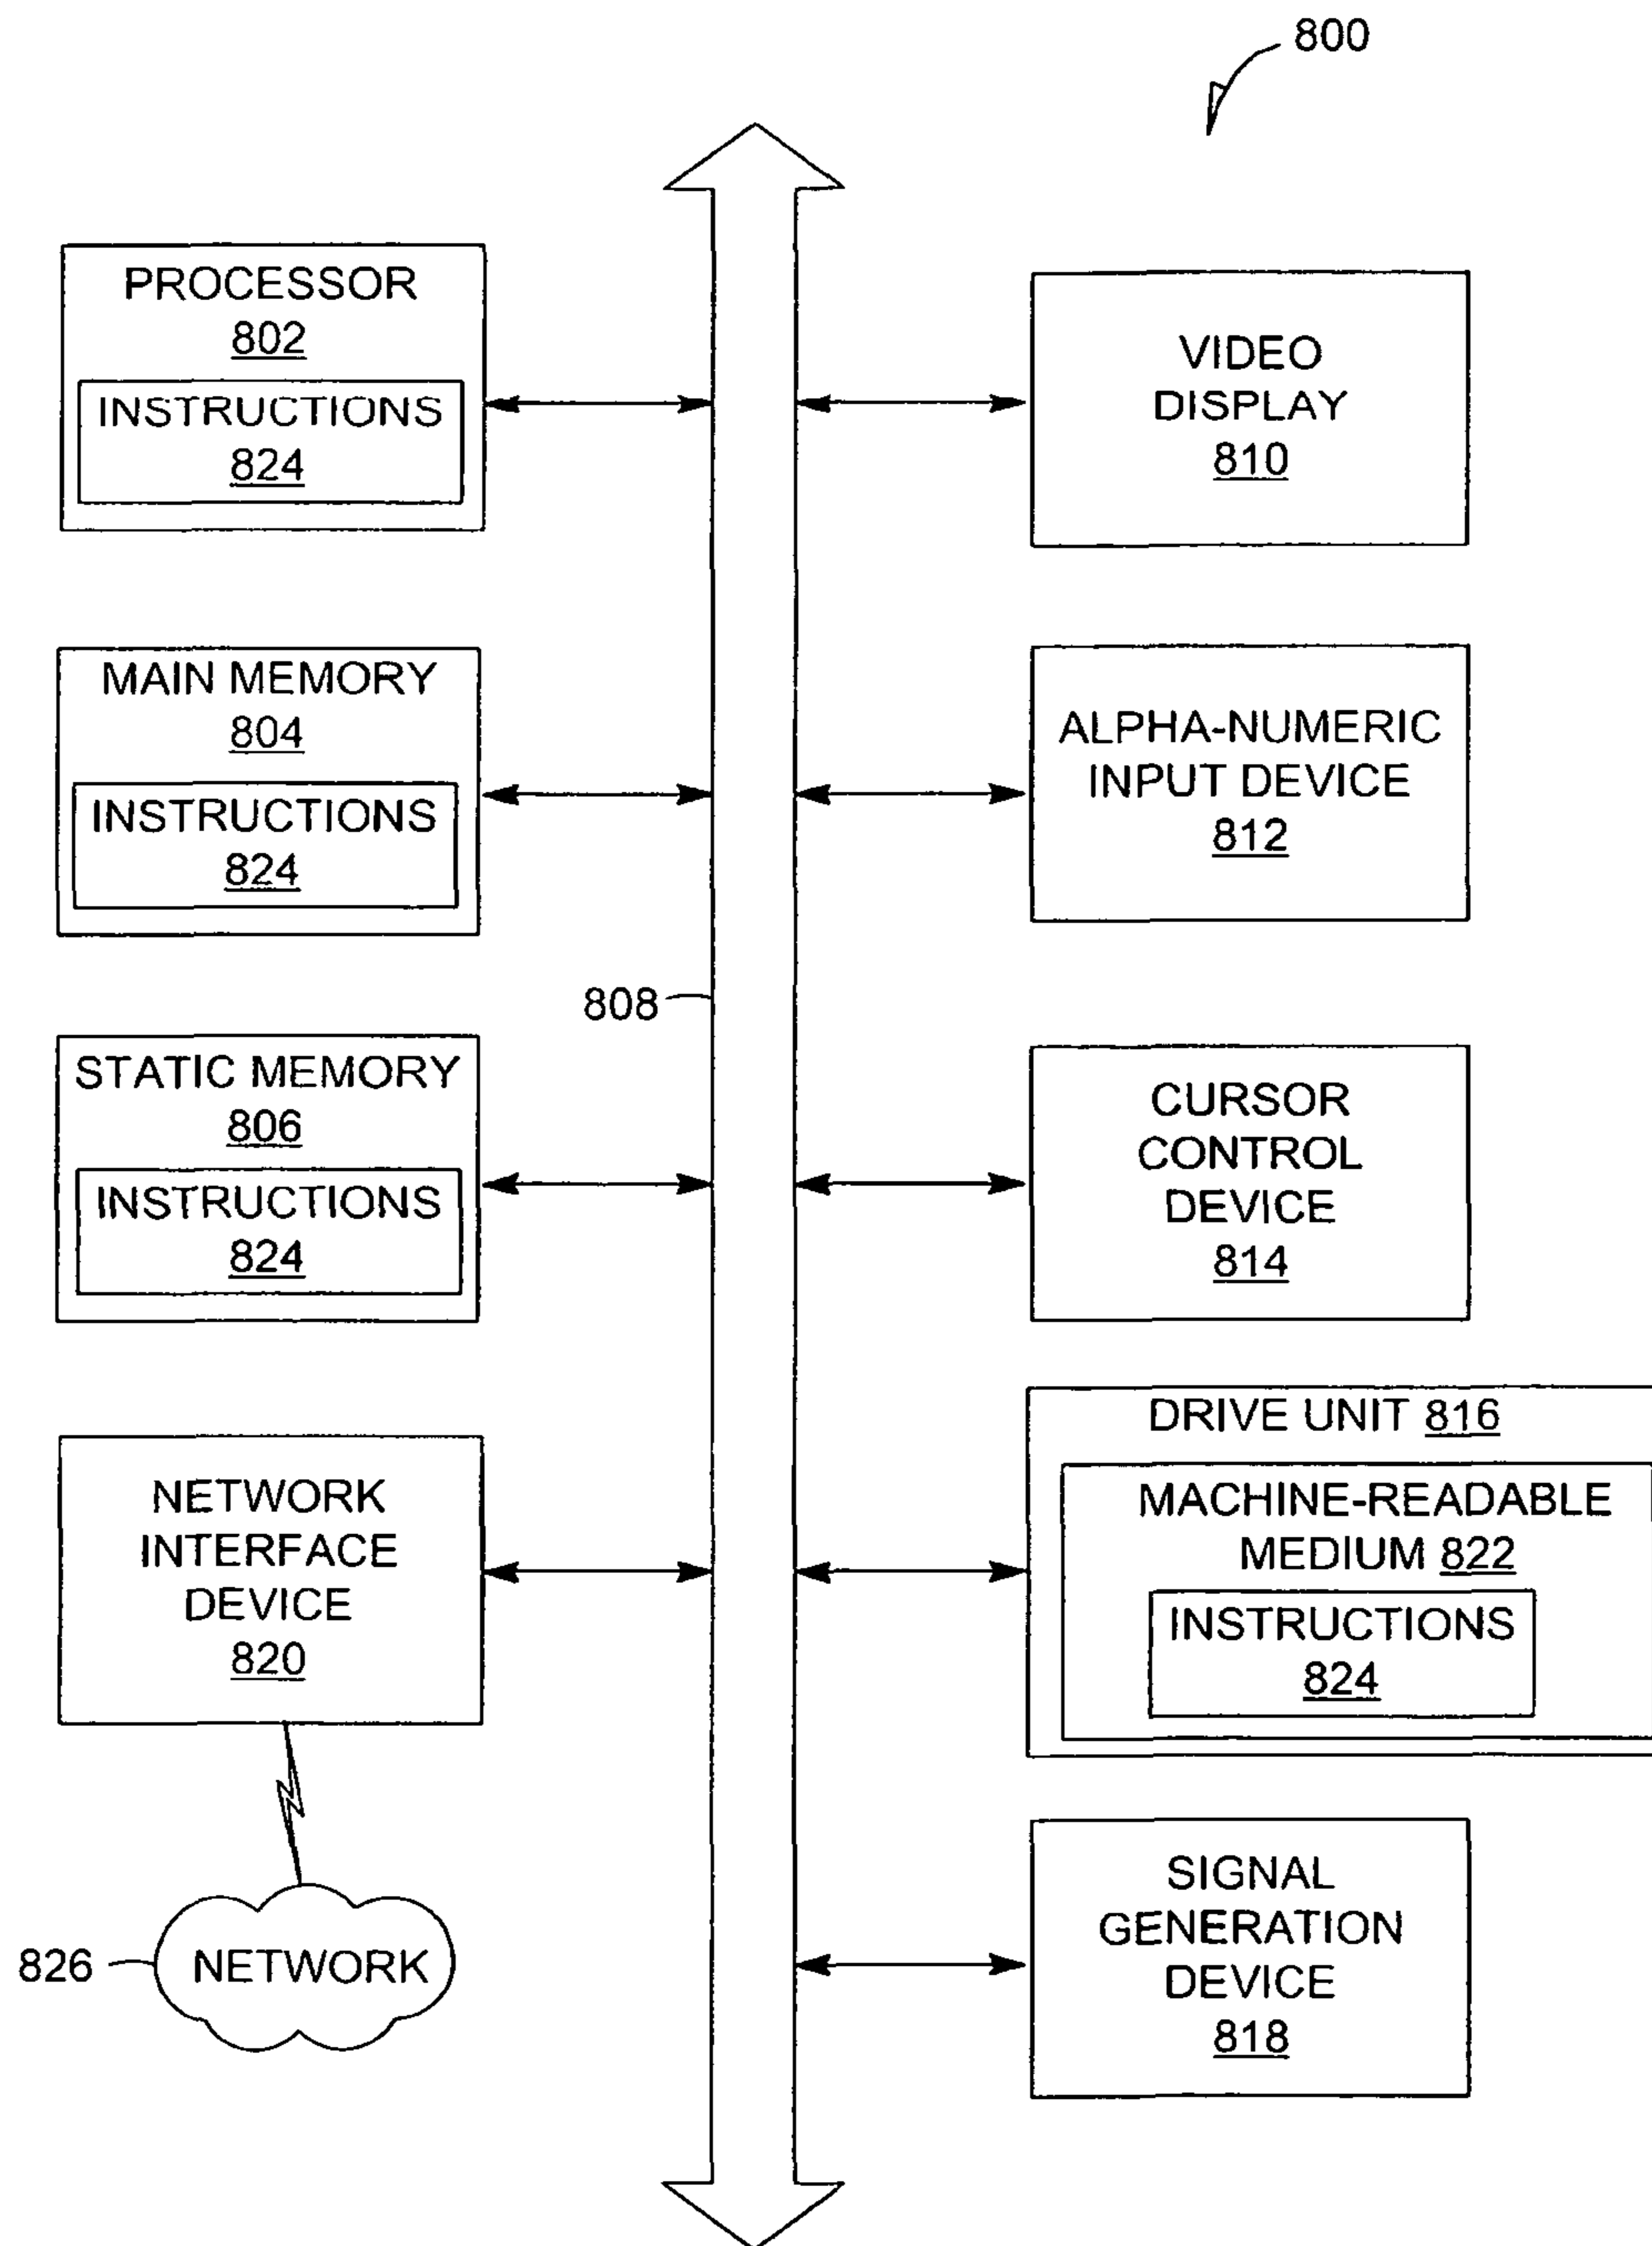 800
PROCESSOR
802
INSTRUCTIONS
824
VIDEO
DISPLAY
810
MAIN MEMORY
804
INSTRUCTIONS
824
ALPHA-NUMERIC
INPUT DEVICE
812
808
STATIC MEMORY
806
INSTRUCTIONS
824
CURSOR
CONTROL
DEVICE
814
NETWORK
INTERFACE
DEVICE
820
DRIVE UNIT 816
MACHINE-READABLE
MEDIUM 822
INSTRUCTIONS
824
826
NETWORK
SIGNAL
GENERATION
DEVICE
818